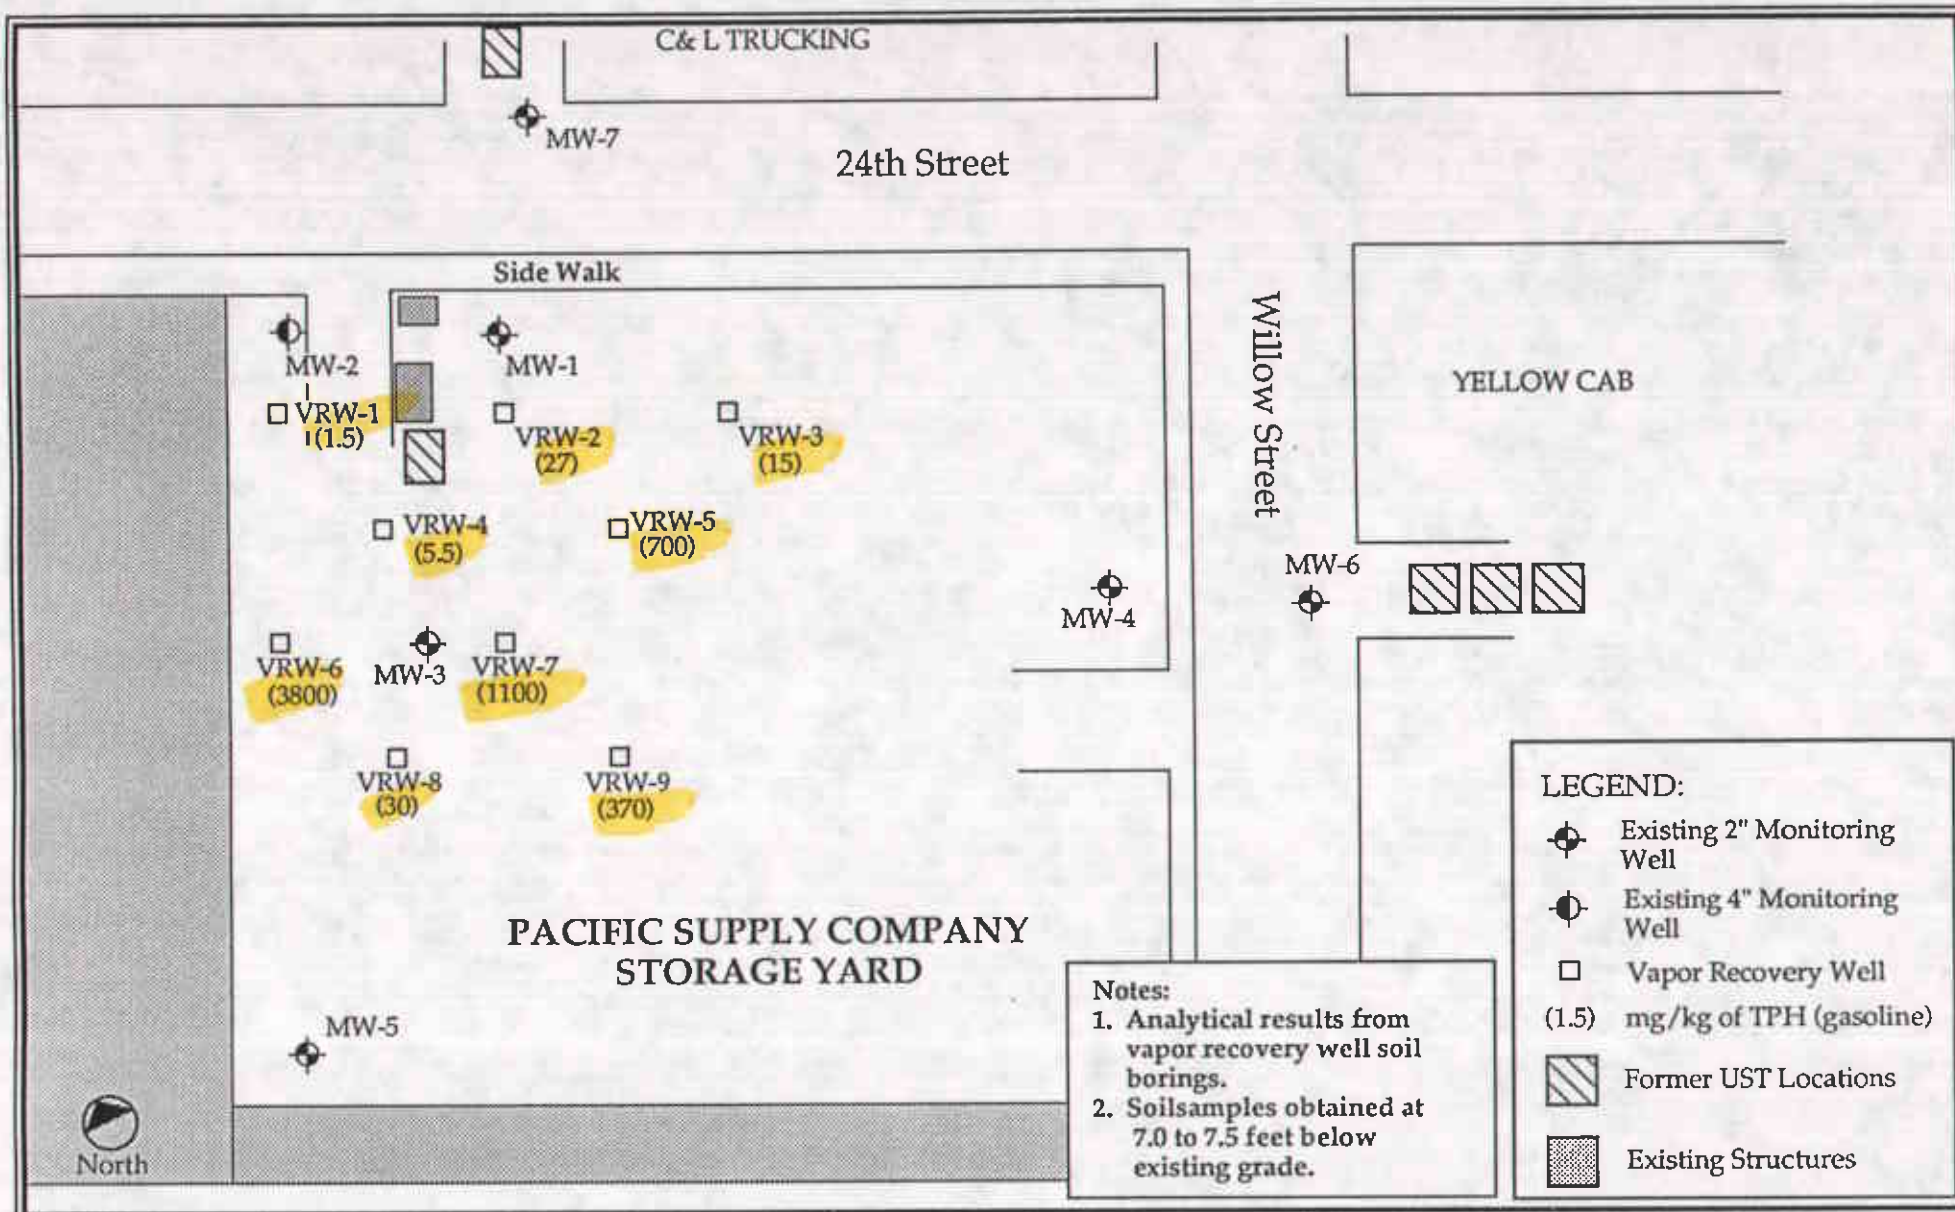 C& L TRUCKING
MW-7
24th Street
Side Walk
Willow Street
MW-2
MW-1
YELLOW CAB
VRW-1
(1.5)
VRW-2
(27)
VRW-3
(15)
VRW-4
(5.5)
VRW-5
(700)
MW-6
MW-4
VRW-6
(3800)
MW-3
VRW-7
(1100)
VRW-8
(30)
VRW-9
(370)
PACIFIC SUPPLY COMPANY
STORAGE YARD
MW-5
North
Notes:
1. Analytical results from
vapor recovery well soil
borings.
2. Soilsamples obtained at
7.0 to 7.5 feet below
existing grade.
LEGEND:
Existing 2" Monitoring
Well
Existing 4" Monitoring
Well
Vapor Recovery Well
(1.5) mg/kg of TPH (gasoline)
Former UST Locations
Existing Structures